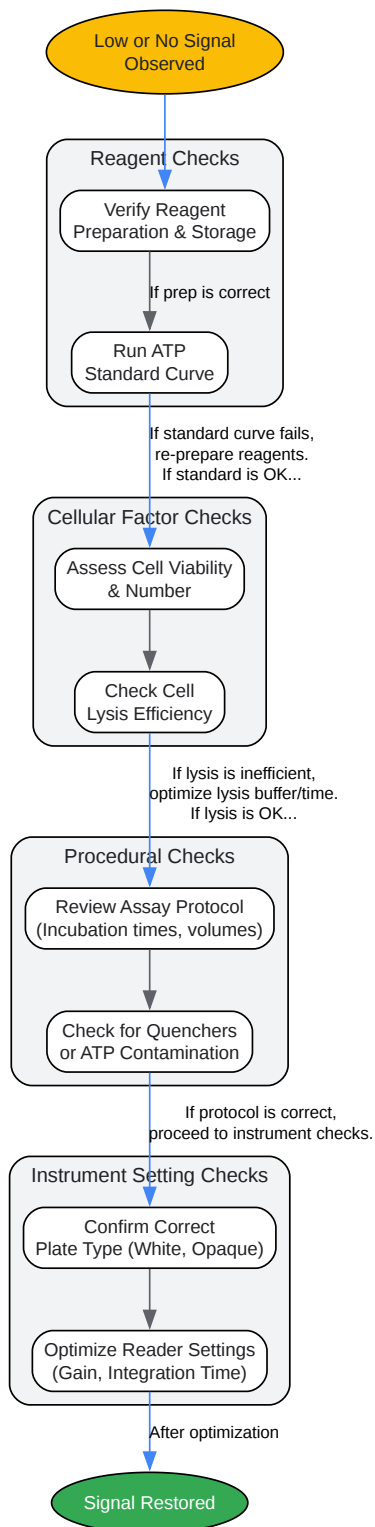 Low or No Signal
Observed
Reagent Checks
Verify Reagent
Preparation & Storage
If prep is correct
Run ATP
Standard Curve
If standard curve fails,
re-prepare reagents.
If standard is OK...
Cellular Factor Checks
Assess Cell Viability
& Number
Check Cell
Lysis Efficiency
If lysis is inefficient,
optimize lysis buffer/time.
If lysis is OK...
Procedural Checks
Review Assay Protocol
(Incubation times, volumes)
Check for Quenchers
or ATP Contamination
If protocol is correct,
proceed to instrument checks.
Instrument Setting Checks
Confirm Correct
Plate Type (White, Opaque)
Optimize Reader Settings
(Gain, Integration Time)
After optimization
Signal Restored